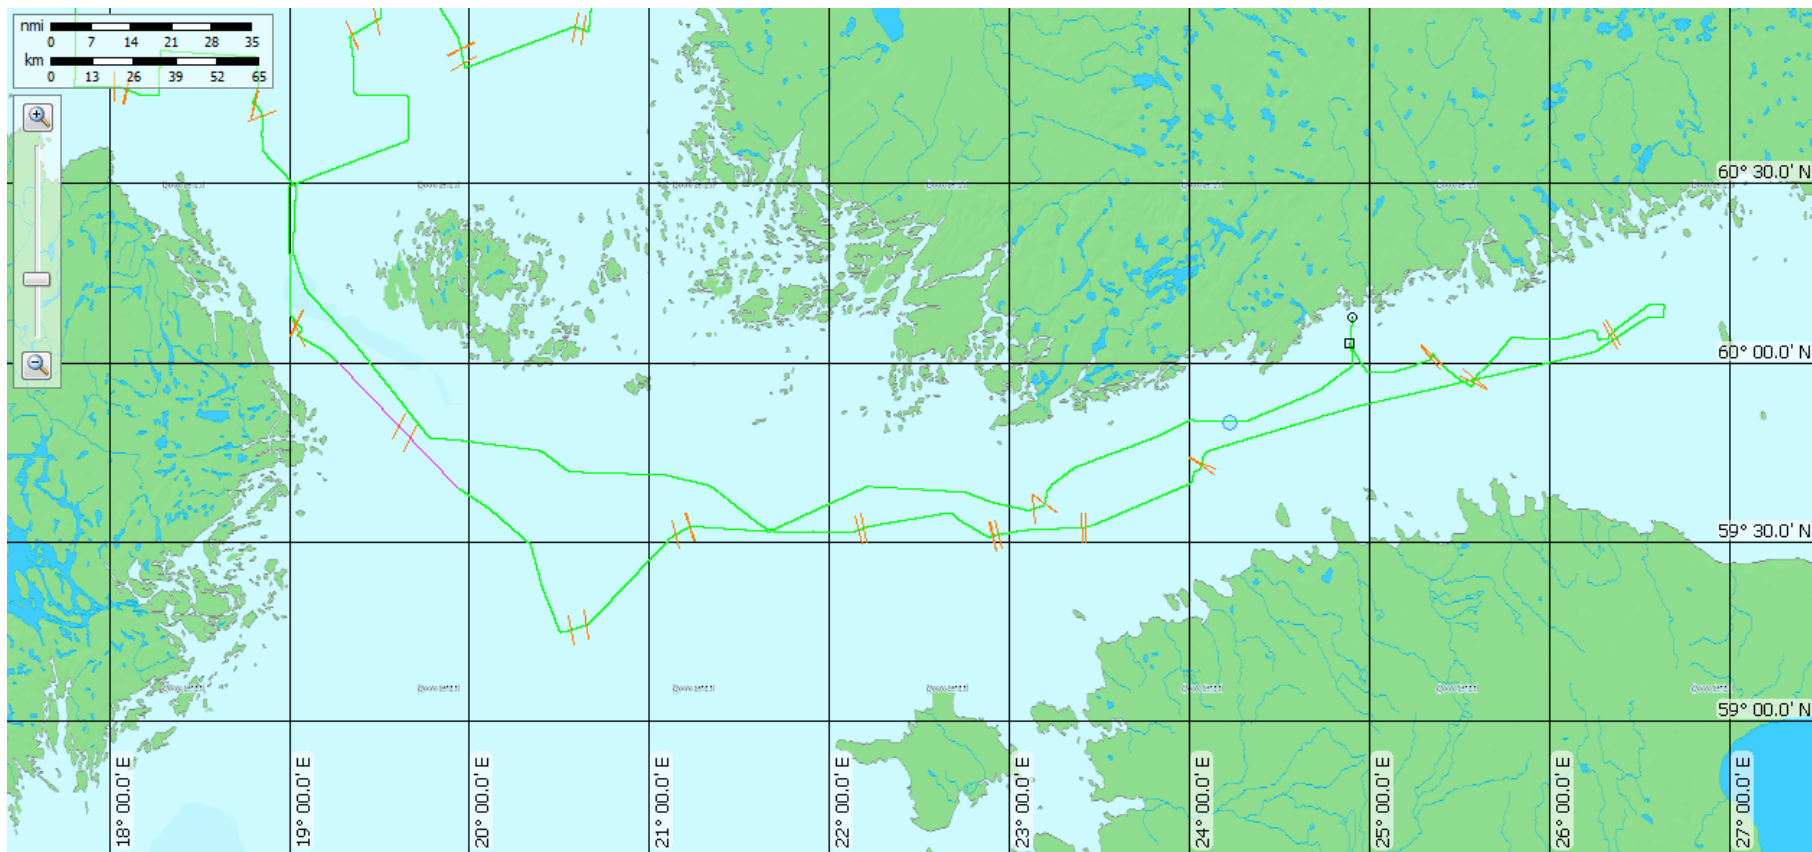 nmi
0 7 14 21 28 35
km
0 13 26 39 52 65
60° 30.0' N
60° 00.0' N
59° 30.0' N
59° 00.0' N
18° 00.0' E
19° 00.0' E
20° 00.0' E
21° 00.0' E
22° 00.0' E
23° 00.0' E
24° 00.0' E
25° 00.0' E
26° 00.0' E
27° 00.0' E